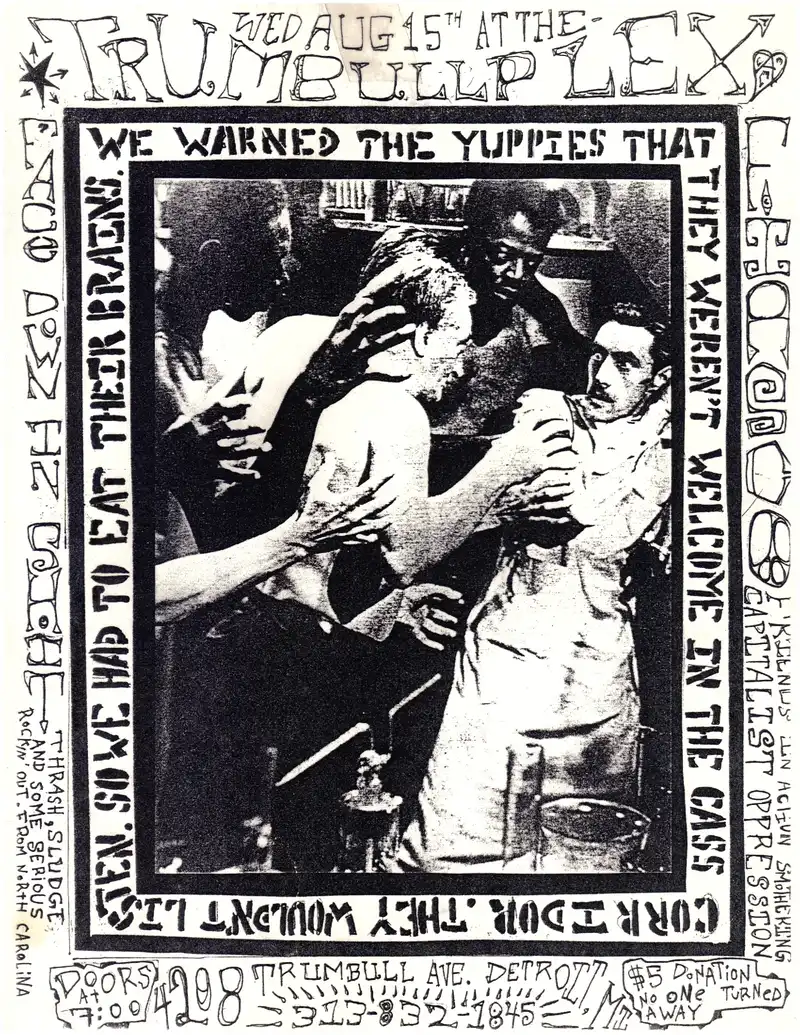 WED AUG 15TH AT THE-
TRUMBULLPLEX
WE WARNED THE YUPPIES THAT
THEY WEREN'T WELCOME IN THE CASS
CORRIDOR. THEY WOULDN'T LIS
TEN. SO WE HAD TO EAT THEIR BRAINS.
FACE DOWN IN SHIT
THRASH, SLUDGE,
AND SOME SERIOUS
ROCKIN' OUT. FROM NORTH CAROLINA
IN
CAPITALIST OPPRESSION
DOORS
AT
7:00
4208 TRUMBULL AVE. DETROIT, MI
313-832-1845
$5 DONATION
NO ONE TURNED
AWAY